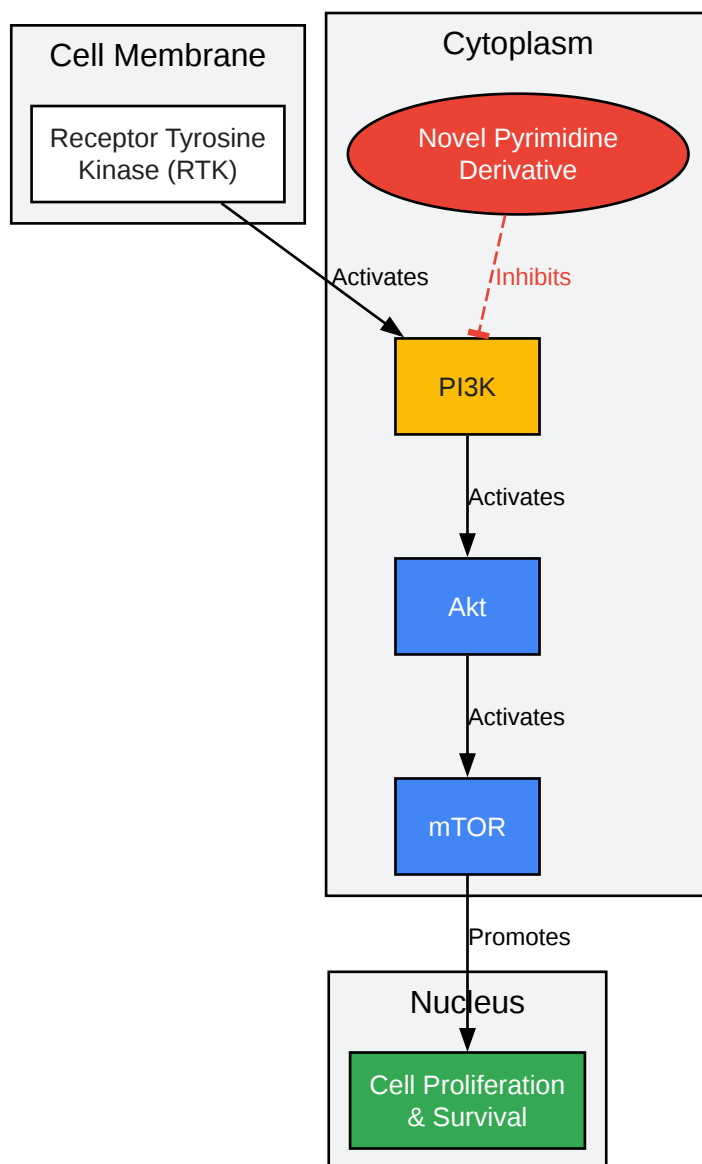 Cell Membrane
Receptor Tyrosine
Kinase (RTK)
Cytoplasm
Novel Pyrimidine
Derivative
Activates
Inhibits
PI3K
Activates
Akt
Activates
mTOR
Promotes
Nucleus
Cell Proliferation
& Survival